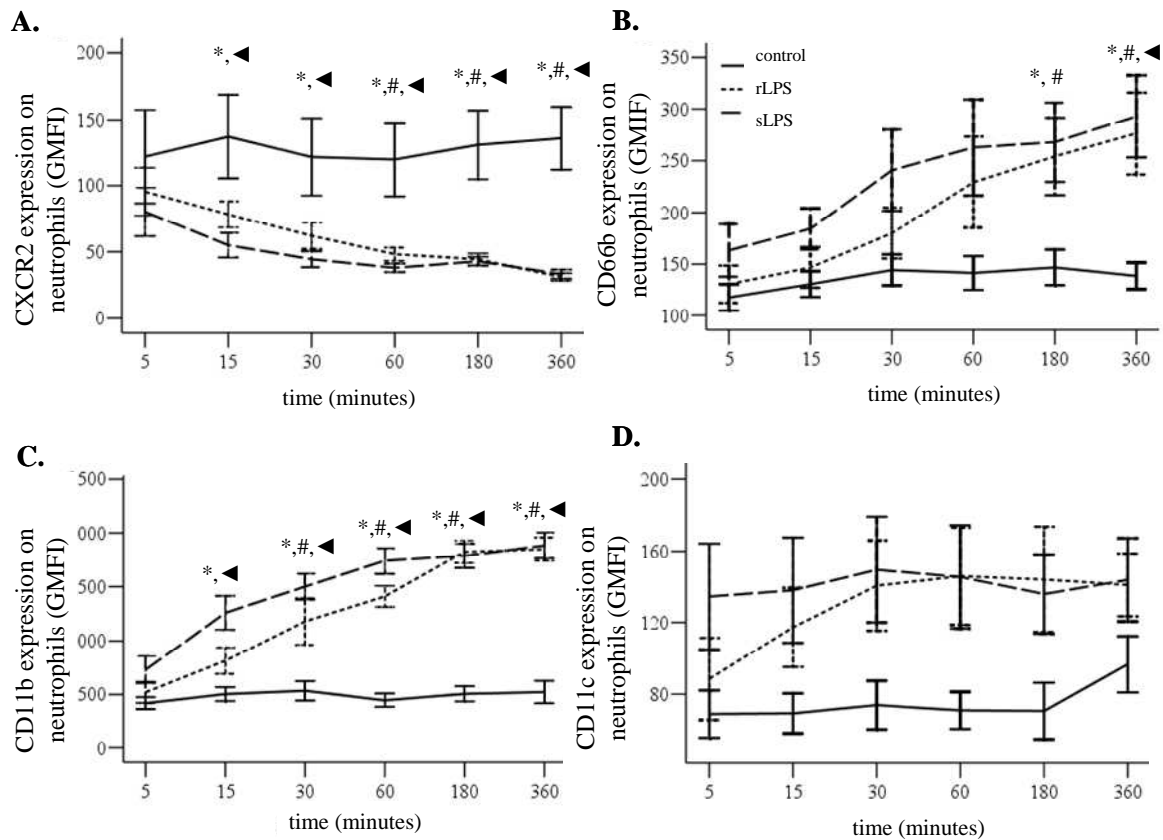 A.
CXCR2 expression on
neutrophils (GMFI)
200
150
100
50
0
*,◄
*,◄
*,#,◄
*,#,◄
*,#,◄
5 15 30 60 180 360
time (minutes)
B.
CD66b expression on
neutrophils (GMIF)
350
300
250
200
150
100
control
rLPS
sLPS
*, #
*,#,◄
5 15 30 60 180 360
time (minutes)
C.
CD11b expression on
neutrophils (GMFI)
500
000
500
000
500
0
*,◄
*,#,◄
*,#,◄
*,#,◄
*,#,◄
5 15 30 60 180 360
time (minutes)
D.
CD11c expression on
neutrophils (GMFI)
200
160
120
80
5 15 30 60 180 360
time (minutes)